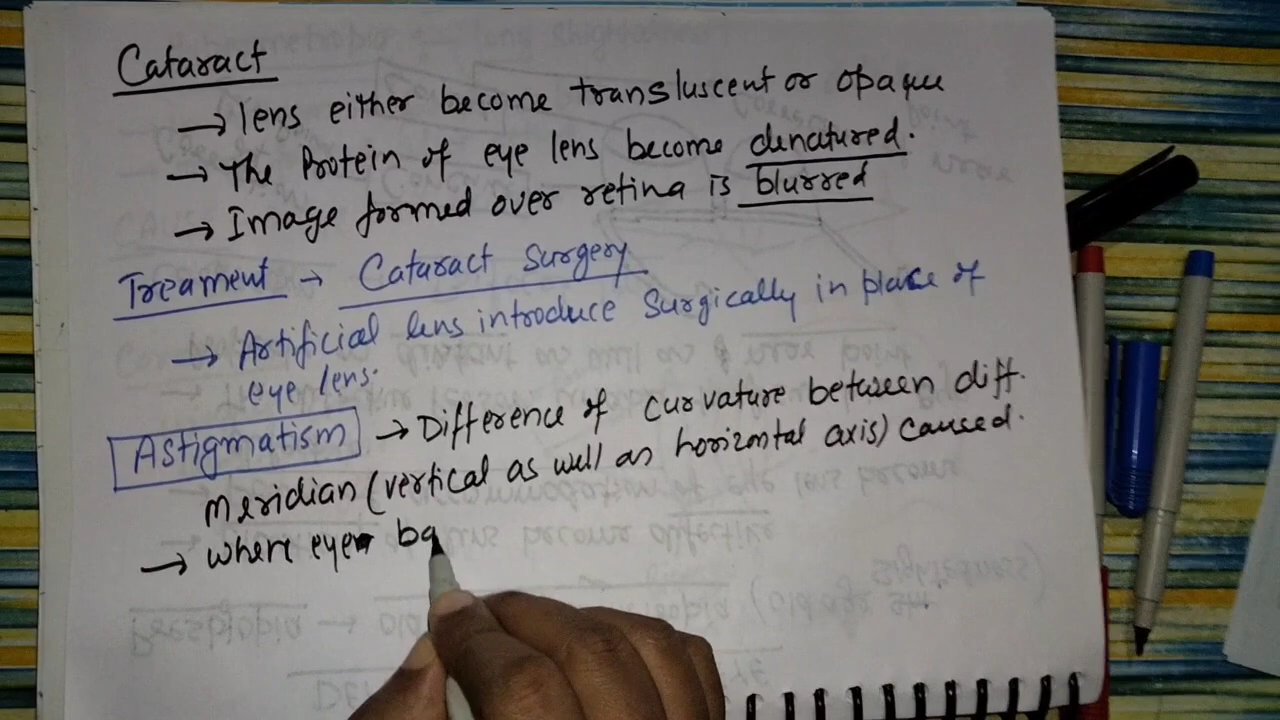 Cataract
→ lens either become transluscent or opaque
→ The Protein of eye lens become denatured.
→ Image formed over retina is blurred
Treament → Cataract Surgery
→ Artificial lens introduce Surgically in place of
eye lens.
Astigmatism → Difference of curvature between diff.
meridian (vertical as well as horizontal axis) caused.
→ where eye ba